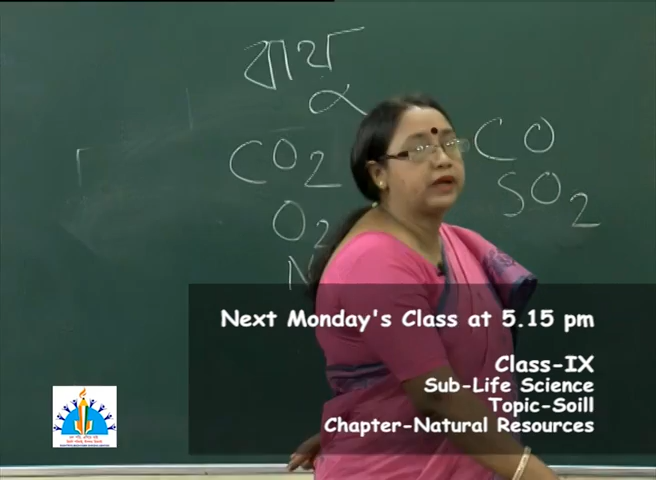 বায়ু
CO2 CO
O2 SO2
N
Next Monday's Class at 5.15 pm
Class-IX
Sub-Life Science
Topic-Soill
Chapter-Natural Resources